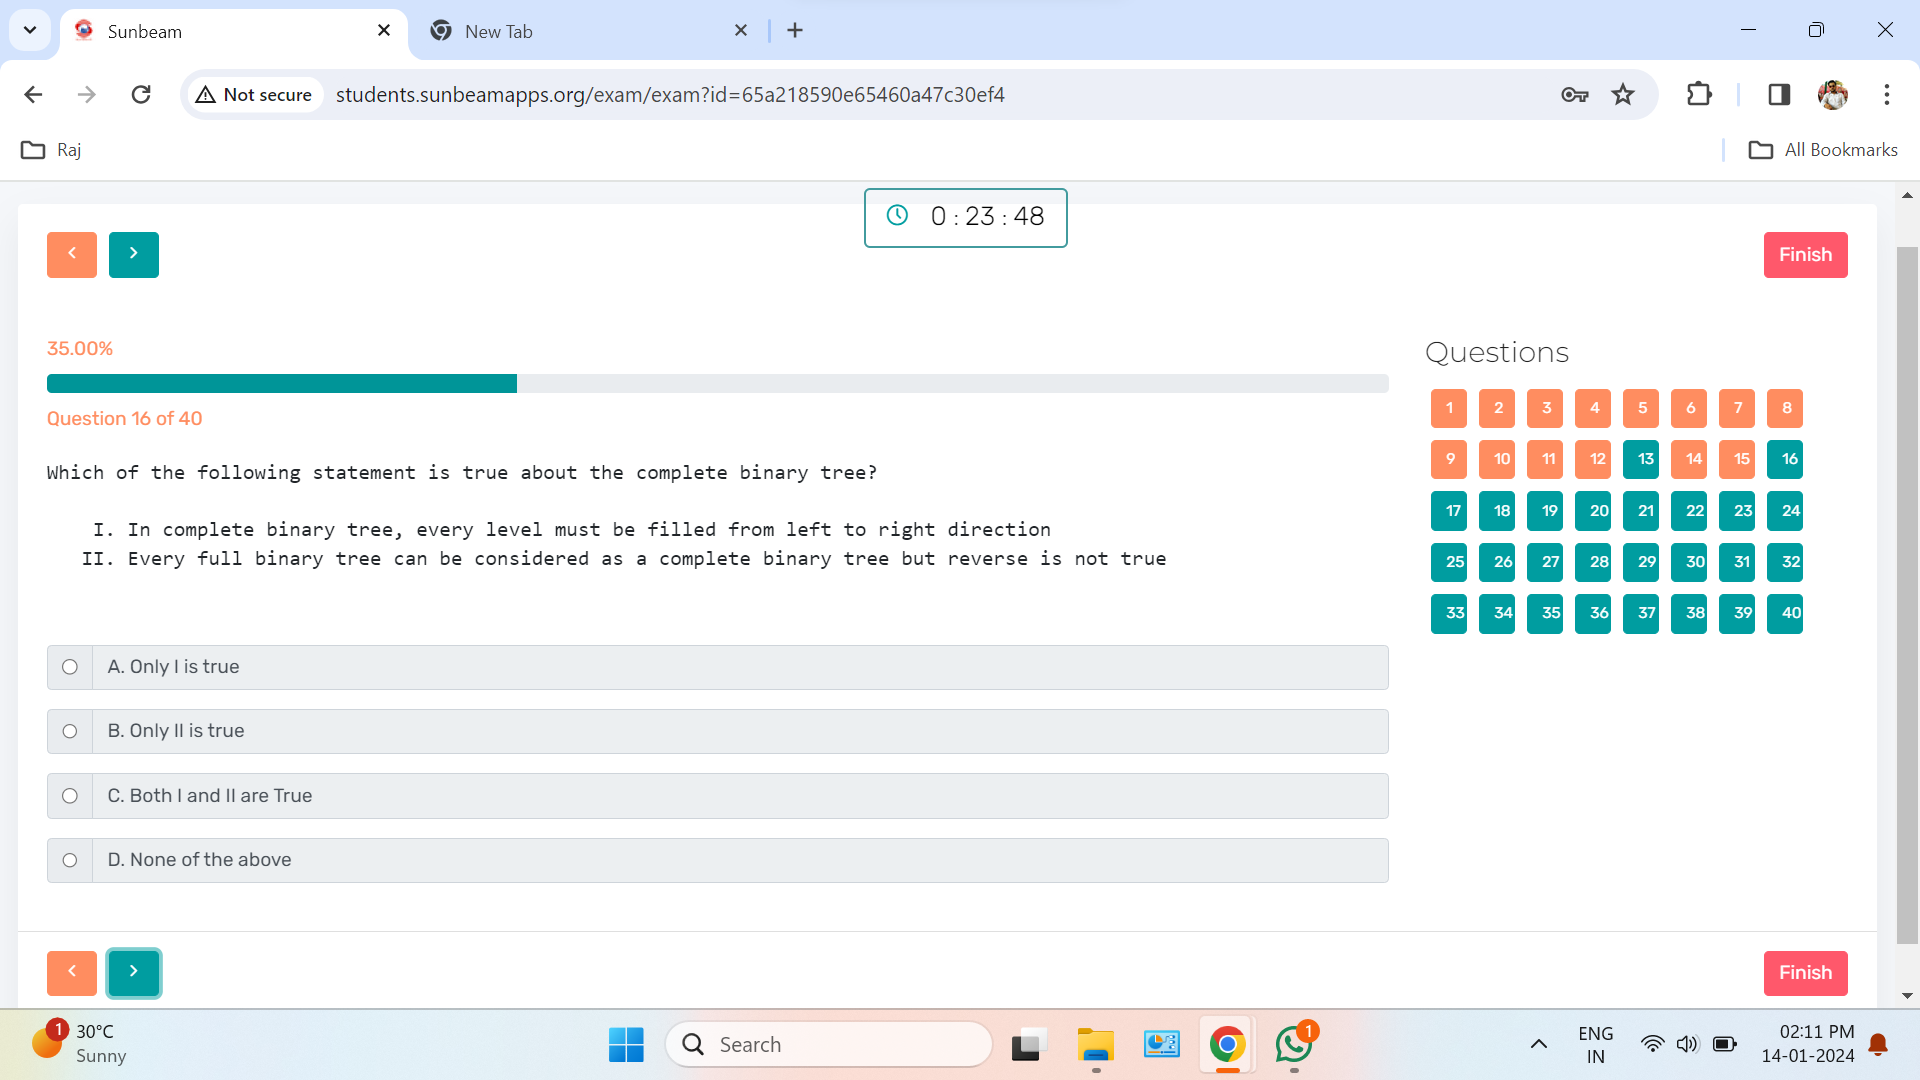 Sunbeam
New Tab
Not secure
students.sunbeamapps.org/exam/exam?id=65a218590e65460a47c30ef4
Raj
All Bookmarks
0 : 23 : 48
Finish
35.00%
Question 16 of 40
Which of the following statement is true about the complete binary tree?
I. In complete binary tree, every level must be filled from left to right direction
II. Every full binary tree can be considered as a complete binary tree but reverse is not true
A. Only I is true
B. Only II is true
C. Both I and II are True
D. None of the above
Questions
1 2 3 4 5 6 7 8
9 10 11 12 13 14 15 16
17 18 19 20 21 22 23 24
25 26 27 28 29 30 31 32
33 34 35 36 37 38 39 40
Finish
1
30°C
Sunny
Search
1
ENG
IN
02:11 PM
14-01-2024